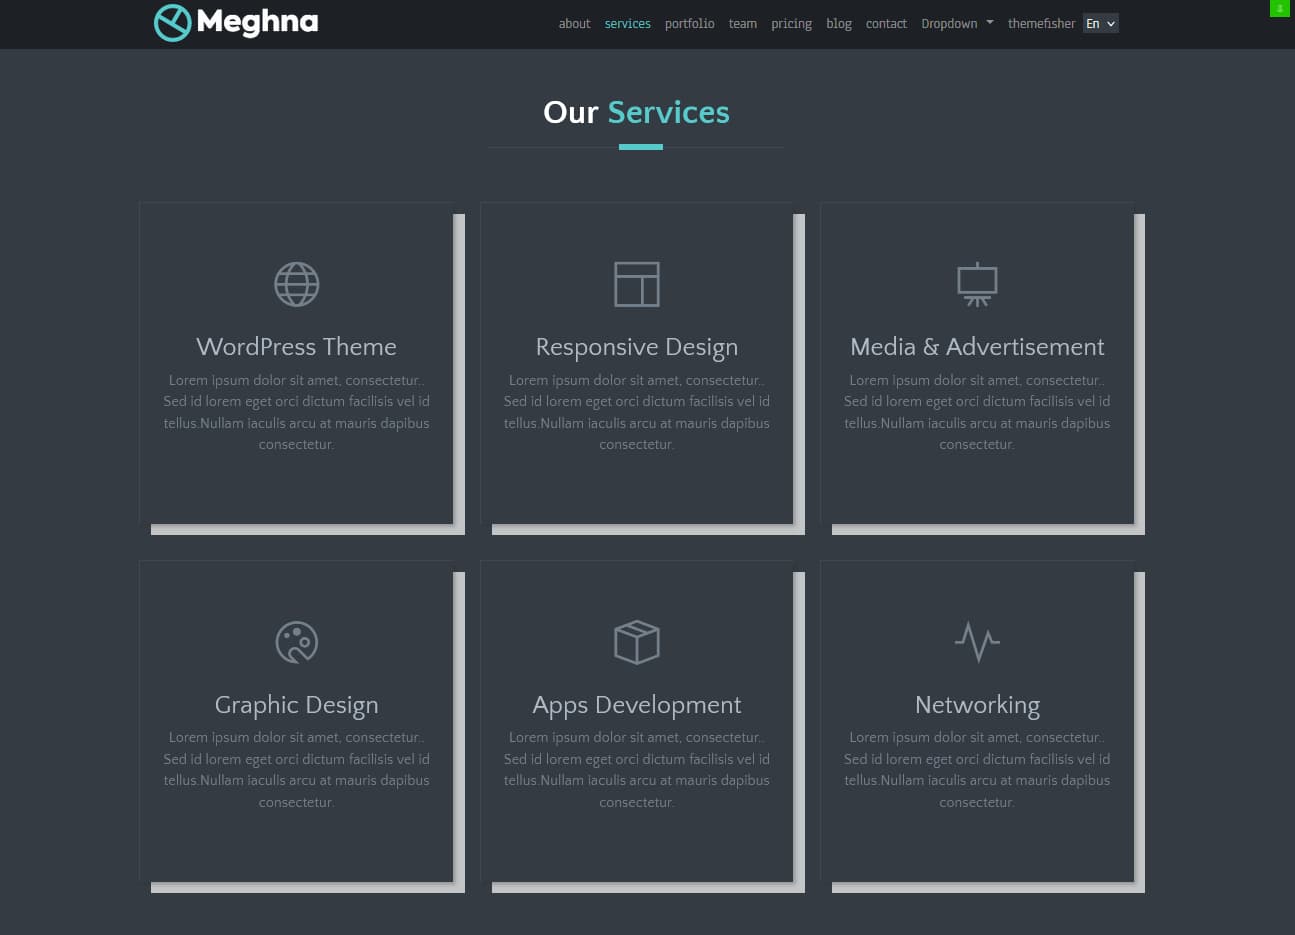 Meghna
about services portfolio team pricing blog contact Dropdown themefisher En
Our Services
WordPress Theme
Lorem ipsum dolor sit amet, consectetur..
Sed id lorem eget orci dictum facilisis vel id
tellus.Nullam iaculis arcu at mauris dapibus
consectetur.
Responsive Design
Lorem ipsum dolor sit amet, consectetur..
Sed id lorem eget orci dictum facilisis vel id
tellus.Nullam iaculis arcu at mauris dapibus
consectetur.
Media & Advertisement
Lorem ipsum dolor sit amet, consectetur..
Sed id lorem eget orci dictum facilisis vel id
tellus.Nullam iaculis arcu at mauris dapibus
consectetur.
Graphic Design
Lorem ipsum dolor sit amet, consectetur..
Sed id lorem eget orci dictum facilisis vel id
tellus.Nullam iaculis arcu at mauris dapibus
consectetur.
Apps Development
Lorem ipsum dolor sit amet, consectetur..
Sed id lorem eget orci dictum facilisis vel id
tellus.Nullam iaculis arcu at mauris dapibus
consectetur.
Networking
Lorem ipsum dolor sit amet, consectetur..
Sed id lorem eget orci dictum facilisis vel id
tellus.Nullam iaculis arcu at mauris dapibus
consectetur.